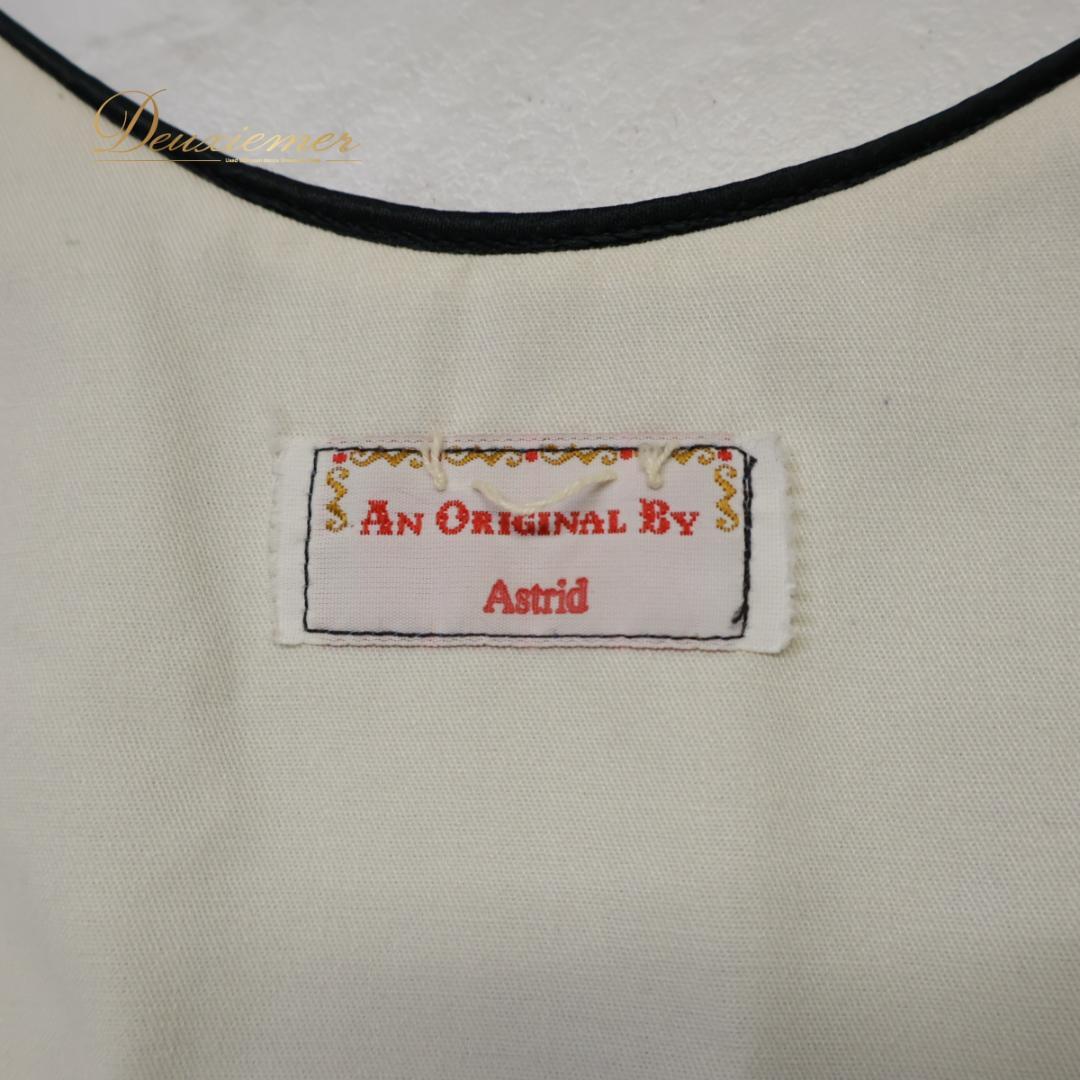 Deuxiemer
An Original By
Astrid